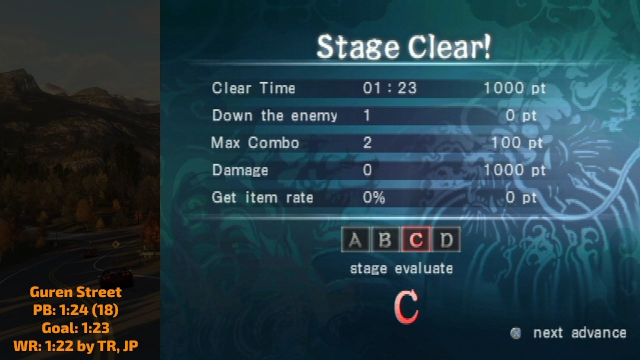 Stage Clear!
Clear Time 01:23 1000 pt
Down the enemy 1 0 pt
Max Combo 2 100 pt
Damage 0 1000 pt
Get item rate 0% 0 pt
A B C D
stage evaluate
C
next advance
Guren Street
PB: 1:24 (18)
Goal: 1:23
WR: 1:22 by TR, JP